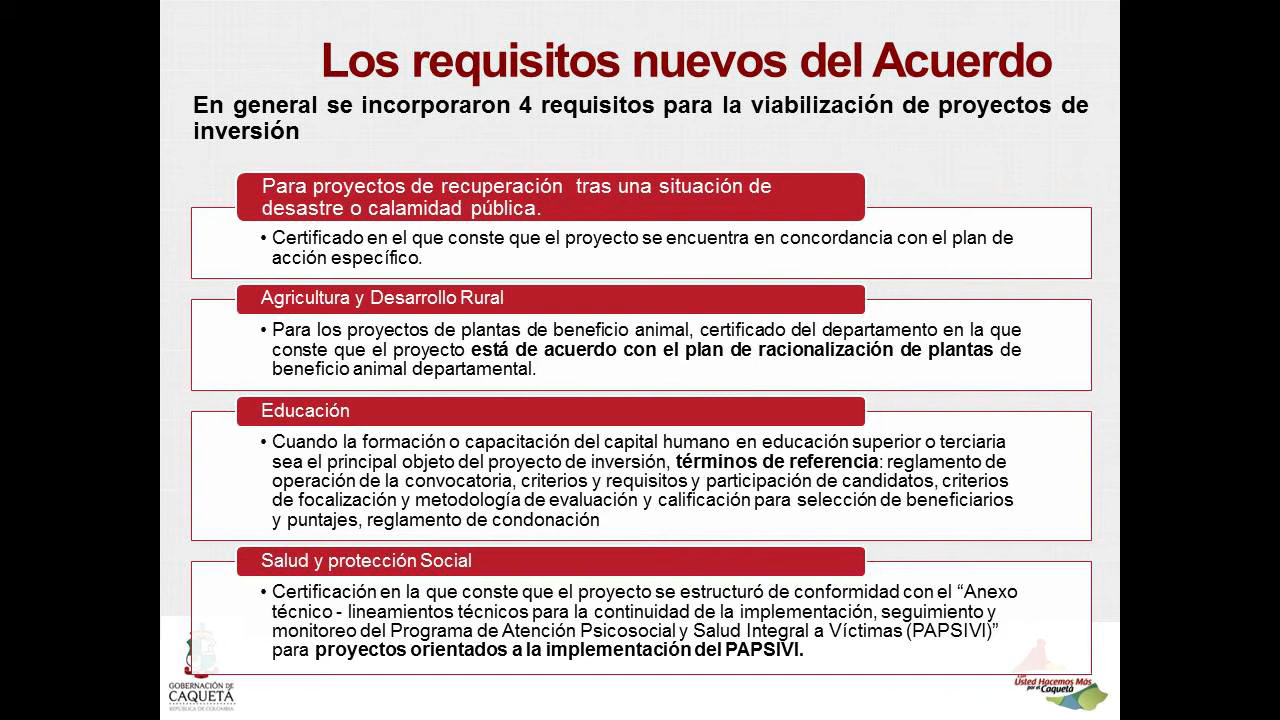 Los requisitos nuevos del Acuerdo
En general se incorporaron 4 requisitos para la viabilización de proyectos de
inversión
Para proyectos de recuperación tras una situación de
desastre o calamidad pública.
• Certificado en el que conste que el proyecto se encuentra en concordancia con el plan de
acción específico.
Agricultura y Desarrollo Rural
• Para los proyectos de plantas de beneficio animal, certificado del departamento en la que
conste que el proyecto está de acuerdo con el plan de racionalización de plantas de
beneficio animal departamental.
Educación
• Cuando la formación o capacitación del capital humano en educación superior o terciaria
sea el principal objeto del proyecto de inversión, términos de referencia: reglamento de
operación de la convocatoria, criterios y requisitos y participación de candidatos, criterios
de focalización y metodología de evaluación y calificación para selección de beneficiarios
y puntajes, reglamento de condonación
Salud y protección Social
• Certificación en la que conste que el proyecto se estructuró de conformidad con el “Anexo
técnico - lineamientos técnicos para la continuidad de la implementación, seguimiento y
monitoreo del Programa de Atención Psicosocial y Salud Integral a Víctimas (PAPSIVI)”
para proyectos orientados a la implementación del PAPSIVI.
GOBERNACIÓN DE
CAQUETÁ
REPÚBLICA DE COLOMBIA
Con
Usted Hacemos Más
por el Caquetá